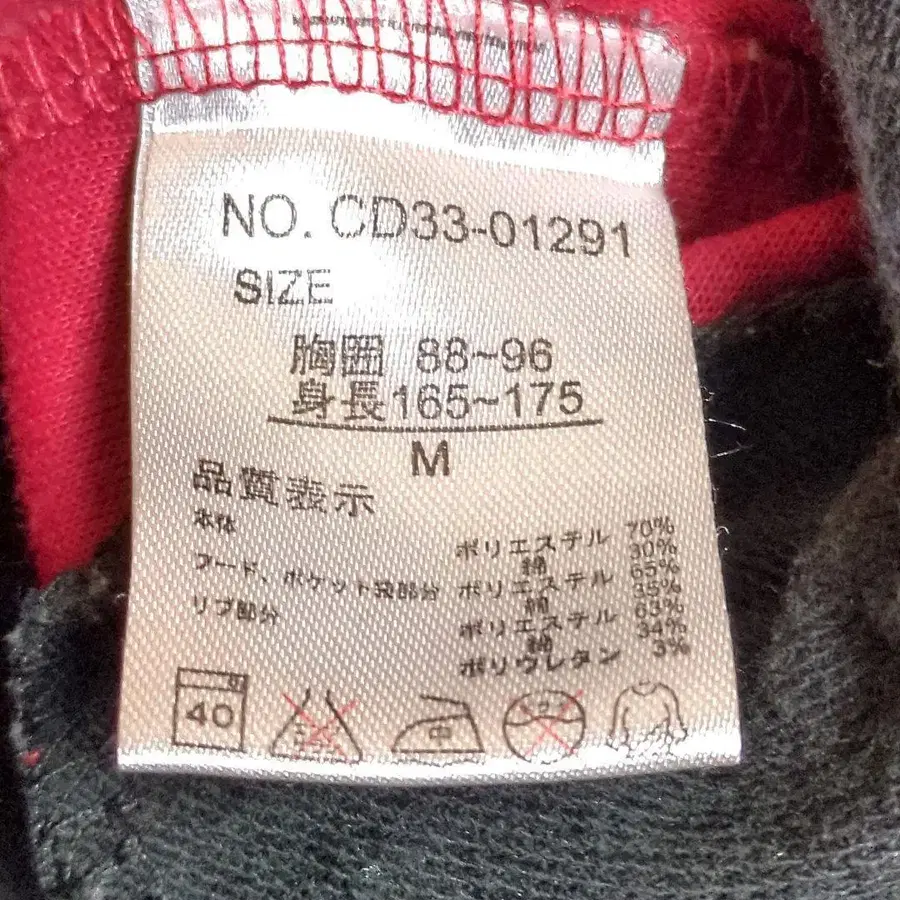 NO. CD33-01291
SIZE
胸囲 88~96
身長165~175
M
品質表示
本体 ポリエステル 70%
綿 30%
フード、ポケット袋部分 ポリエステル 65%
綿 35%
リブ部分 ポリエステル 63%
綿 34%
ポリウレタン 3%
40
中